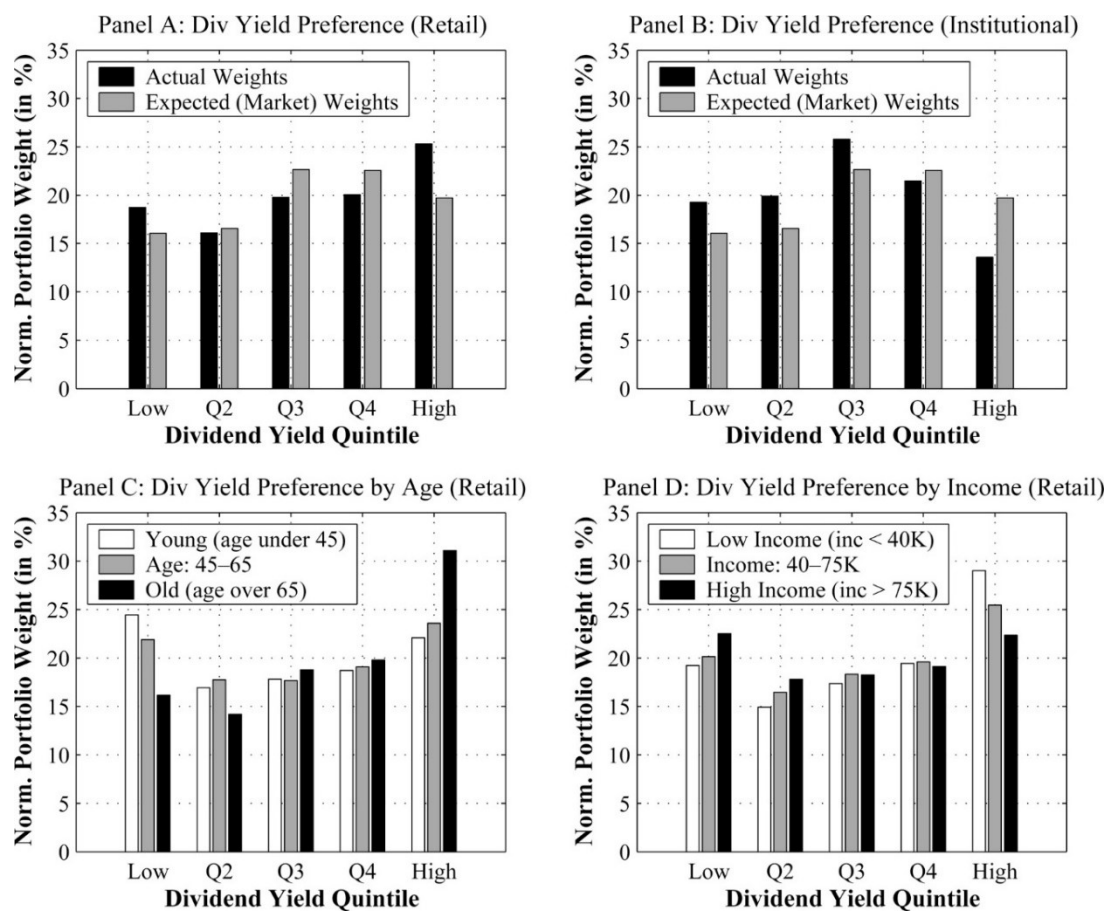 Panel A: Div Yield Preference (Retail)
Norm. Portfolio Weight (in %)
35
30
25
20
15
10
5
0
Actual Weights
Expected (Market) Weights
Low Q2 Q3 Q4 High
Dividend Yield Quintile
Panel B: Div Yield Preference (Institutional)
Norm. Portfolio Weight (in %)
35
30
25
20
15
10
5
0
Actual Weights
Expected (Market) Weights
Low Q2 Q3 Q4 High
Dividend Yield Quintile
Panel C: Div Yield Preference by Age (Retail)
Norm. Portfolio Weight (in %)
35
30
25
20
15
10
5
0
Young (age under 45)
Age: 45–65
Old (age over 65)
Low Q2 Q3 Q4 High
Dividend Yield Quintile
Panel D: Div Yield Preference by Income (Retail)
Norm. Portfolio Weight (in %)
35
30
25
20
15
10
5
0
Low Income (inc < 40K)
Income: 40–75K
High Income (inc > 75K)
Low Q2 Q3 Q4 High
Dividend Yield Quintile